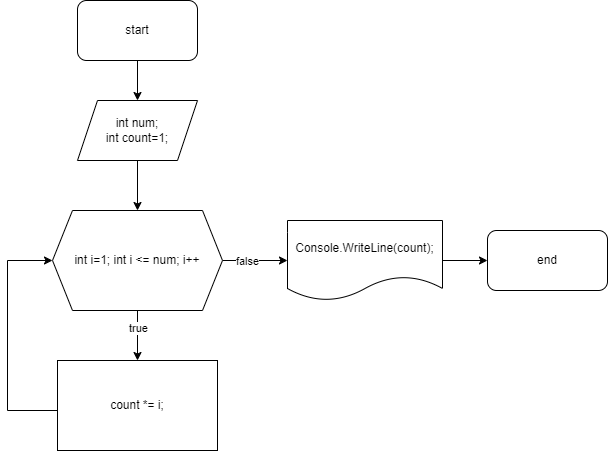 start
int num;
int count=1;
int i=1; int i <= num; i++
false
Console.WriteLine(count);
end
true
count *= i;